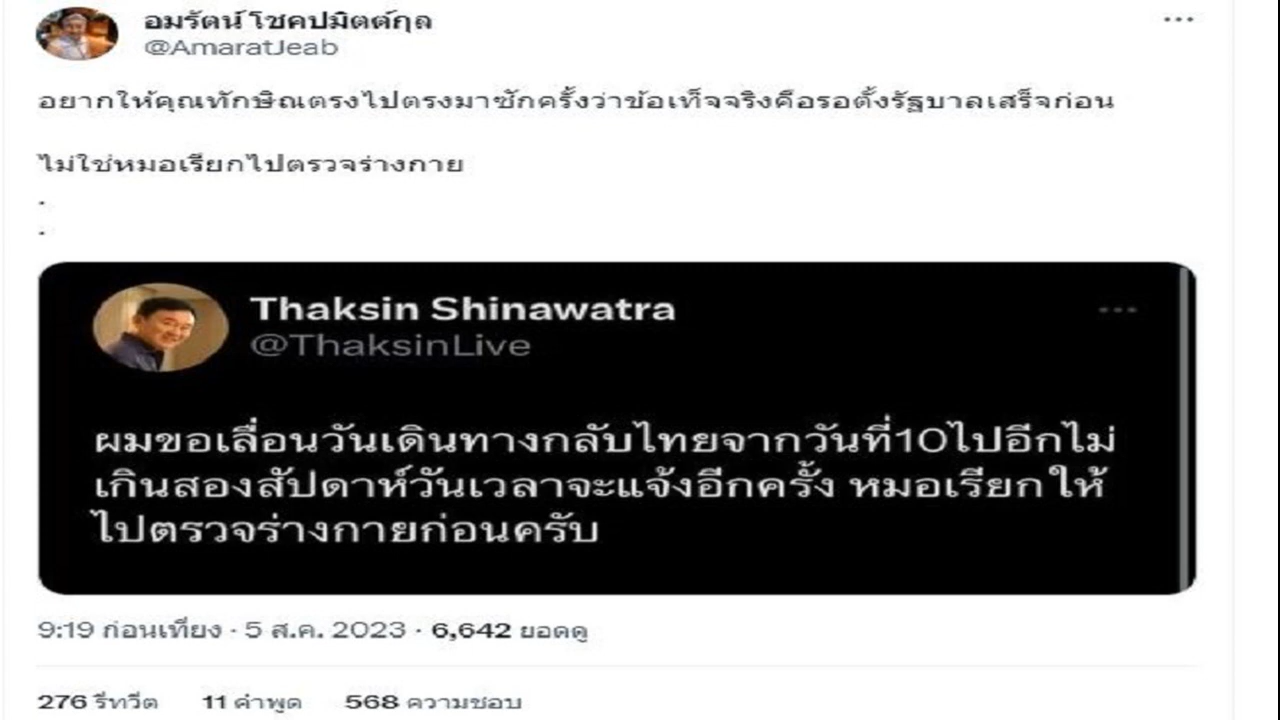 อมรัตน์ โชคปมิตต์กุล
@AmaratJeab
อยากให้คุณทักษิณตรงไปตรงมาซักครั้งว่าข้อเท็จจริงคือรอตั้งรัฐบาลเสร็จก่อน
ไม่ใช่หมอเรียกไปตรวจร่างกาย
.
.
Thaksin Shinawatra
@ThaksinLive
ผมขอเลื่อนวันเดินทางกลับไทยจากวันที่10ไปอีกไม่
เกินสองสัปดาห์วันเวลาจะแจ้งอีกครั้ง หมอเรียกให้
ไปตรวจร่างกายก่อนครับ
9:19 ก่อนเที่ยง · 5 ส.ค. 2023 · 6,642 ยอดดู
276 รีทวีต 11 คำพูด 568 ความชอบ